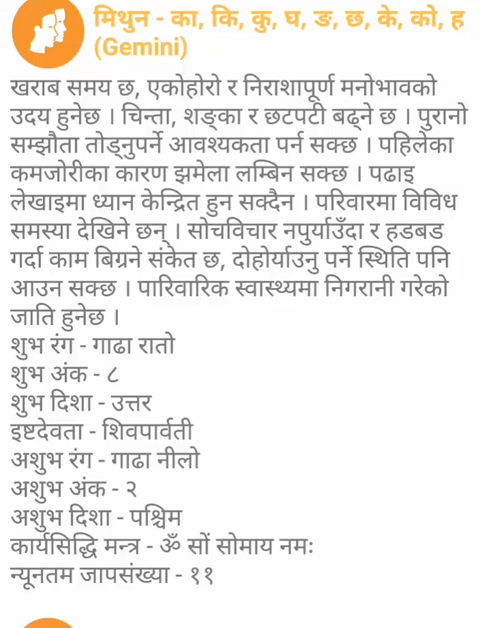 मिथुन - का, कि, कु, घ, ङ, छ, के, को, ह
(Gemini)
खराब समय छ, एकोहोरो र निराशापूर्ण मनोभावको
उदय हुनेछ । चिन्ता, शङ्का र छटपटी बढ्ने छ । पुरानो
सम्झौता तोड्नुपर्ने आवश्यकता पर्न सक्छ । पहिलेका
कमजोरीका कारण झमेला लम्बिन सक्छ । पढाइ
लेखाइमा ध्यान केन्द्रित हुन सक्दैन । परिवारमा विविध
समस्या देखिने छन् । सोचविचार नपुर्याउँदा र हडबड
गर्दा काम बिग्रने संकेत छ, दोहोर्याउनु पर्ने स्थिति पनि
आउन सक्छ । पारिवारिक स्वास्थ्यमा निगरानी गरेको
जाति हुनेछ ।
शुभ रंग - गाढा रातो
शुभ अंक - ८
शुभ दिशा - उत्तर
इष्टदेवता - शिवपार्वती
अशुभ रंग - गाढा नीलो
अशुभ अंक - २
अशुभ दिशा - पश्चिम
कार्यसिद्धि मन्त्र - ॐ सों सोमाय नमः
न्यूनतम जापसंख्या - ११